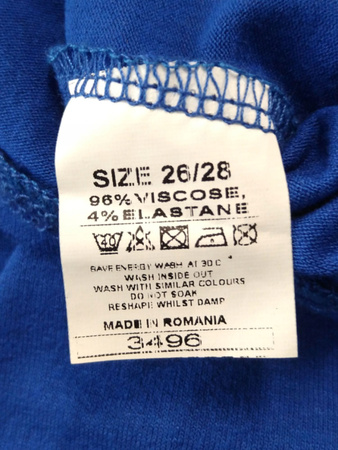 SIZE 26/28
96% VISCOSE,
4% ELASTANE
SAVE ENERGY WASH AT 30 C
WASH INSIDE OUT
WASH WITH SIMILAR COLOURS
DO NOT SOAK
RESHAPE WHILST DAMP
MADE IN ROMANIA
3496